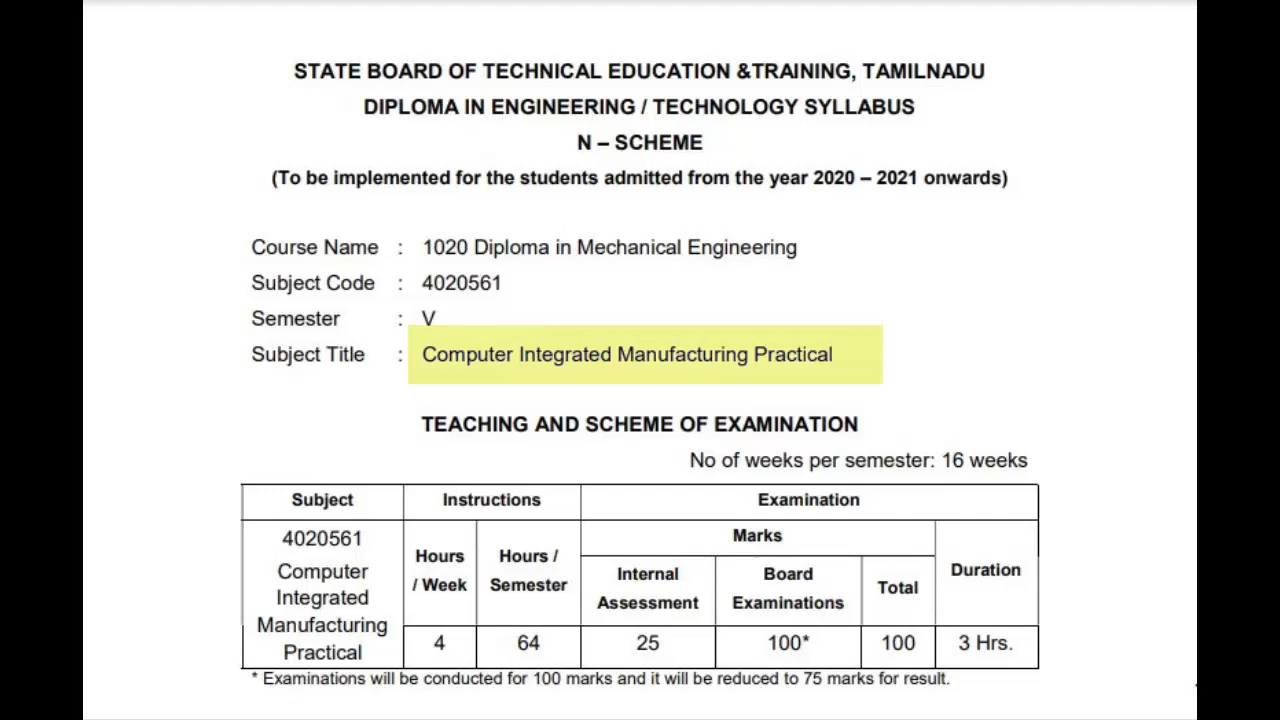 STATE BOARD OF TECHNICAL EDUCATION &TRAINING, TAMILNADU
DIPLOMA IN ENGINEERING / TECHNOLOGY SYLLABUS
N – SCHEME
(To be implemented for the students admitted from the year 2020 – 2021 onwards)
Course Name : 1020 Diploma in Mechanical Engineering
Subject Code : 4020561
Semester : V
Subject Title : Computer Integrated Manufacturing Practical
TEACHING AND SCHEME OF EXAMINATION
No of weeks per semester: 16 weeks
Subject Instructions Examination
4020561
Computer
Integrated
Manufacturing
Practical
Hours
/ Week
Hours /
Semester
Marks
Duration
Internal
Assessment
Board
Examinations
Total
4 64 25 100* 100 3 Hrs.
* Examinations will be conducted for 100 marks and it will be reduced to 75 marks for result.